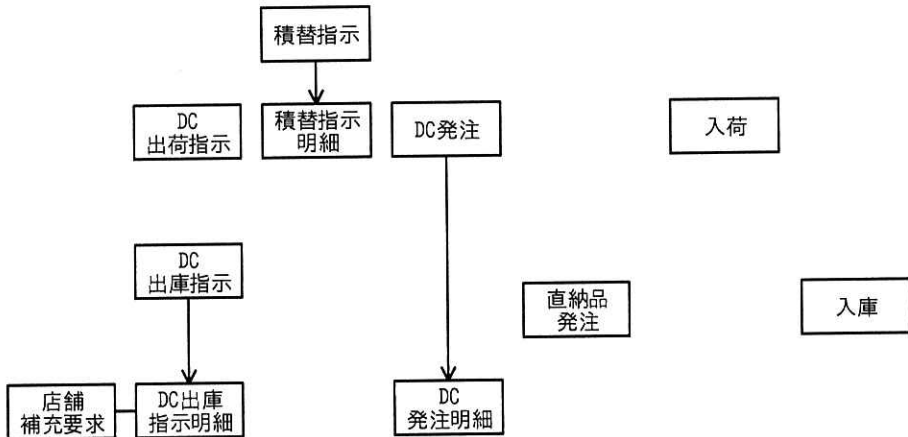 積替指示
DC
出荷指示
積替指示
明細
DC発注
入荷
DC
出庫指示
直納品
発注
入庫
店舗
補充要求
DC出庫
指示明細
DC
発注明細